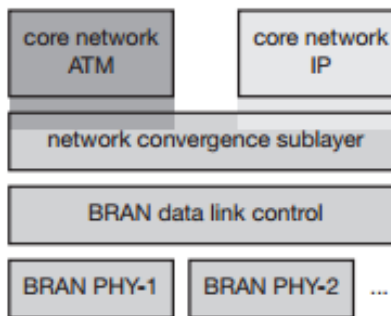 core network
ATM
core network
IP
network convergence sublayer
BRAN data link control
BRAN PHY-1
BRAN PHY-2
...